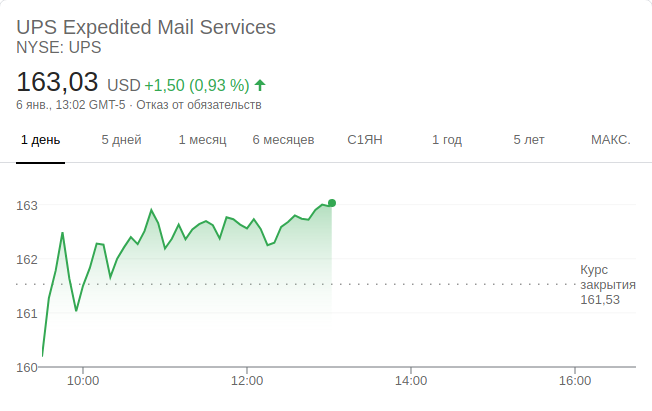 UPS Expedited Mail Services
NYSE: UPS
163,03 USD +1,50 (0,93 %)
6 янв., 13:02 GMT-5 · Отказ от обязательств
1 день 5 дней 1 месяц 6 месяцев С1ЯН 1 год 5 лет МАКС.
163
162
Курс
закрытия
161,53
161
160
10:00 12:00 14:00 16:00